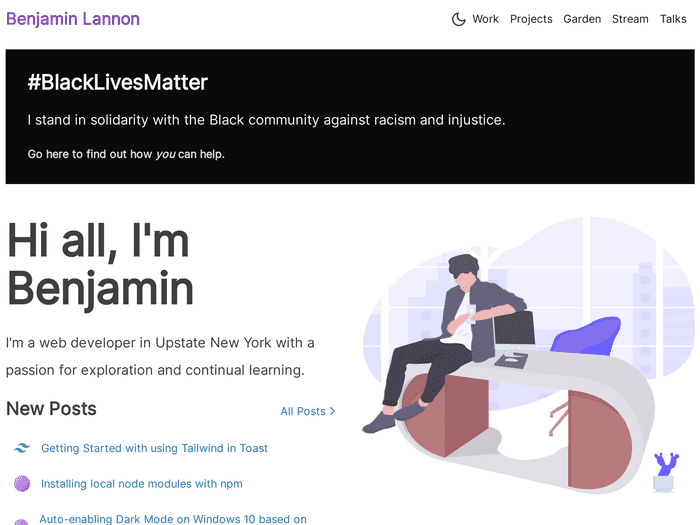 Benjamin Lannon
Work Projects Garden Stream Talks
#BlackLivesMatter
I stand in solidarity with the Black community against racism and injustice.
Go here to find out how you can help.
Hi all, I'm
Benjamin
I'm a web developer in Upstate New York with a
passion for exploration and continual learning.
New Posts
All Posts
Getting Started with using Tailwind in Toast
Installing local node modules with npm
Auto-enabling Dark Mode on Windows 10 based on